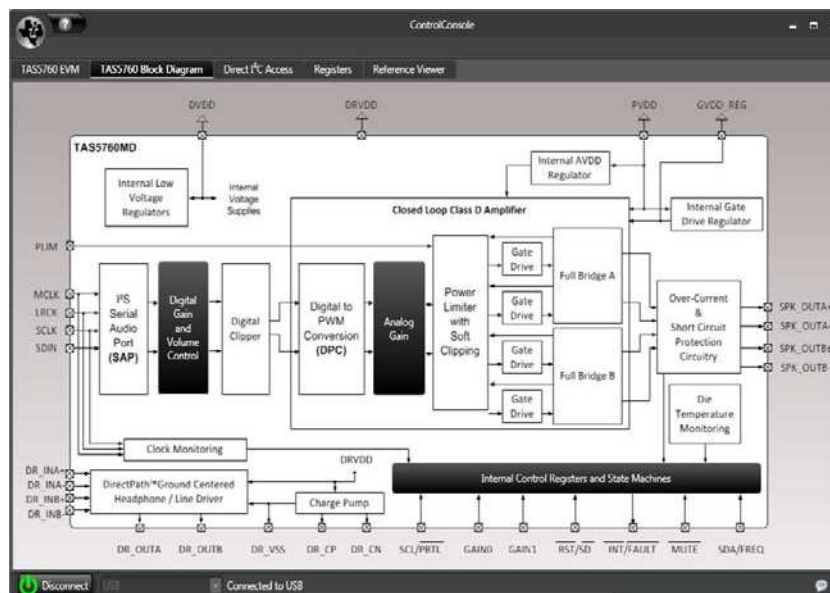 ControlConsole
TAS5760 EVM
TAS5760 Block Diagram
Direct I²C Access
Registers
Reference Viewer
DVDD
DRVDD
PVDD
GVDD_REG
TAS5760MD
Internal Low
Voltage
Regulators
Internal
Voltage
Supplies
Internal AVDD
Regulator
Internal Gate
Drive Regulator
Closed Loop Class D Amplifier
PLIM
MCLK
LRCK
SCLK
SDIN
I²S
Serial
Audio
Port
(SAP)
Digital
Gain
and
Volume
Control
Digital
Clipper
Digital to
PWM
Conversion
(DPC)
Analog
Gain
Power
Limiter
with
Soft
Clipping
Gate
Drive
Gate
Drive
Gate
Drive
Gate
Drive
Full Bridge A
Full Bridge B
Over-Current
&
Short Circuit
Protection
Circuitry
SPK_OUTA+
SPK_OUTA-
SPK_OUTB+
SPK_OUTB-
Die
Temperature
Monitoring
Clock Monitoring
DR_INA+
DR_INA-
DR_INB+
DR_INB-
DirectPath™Ground Centered
Headphone / Line Driver
DRVDD
Charge Pump
Internal Control Registers and State Machines
DR_OUTA
DR_OUTB
DR_VSS
DR_CP
DR_CN
SCL/PBTL
GAIN0
GAIN1
RST/SD
INT/FAULT
MUTE
SDA/FREQ
Disconnect
USB
Connected to USB